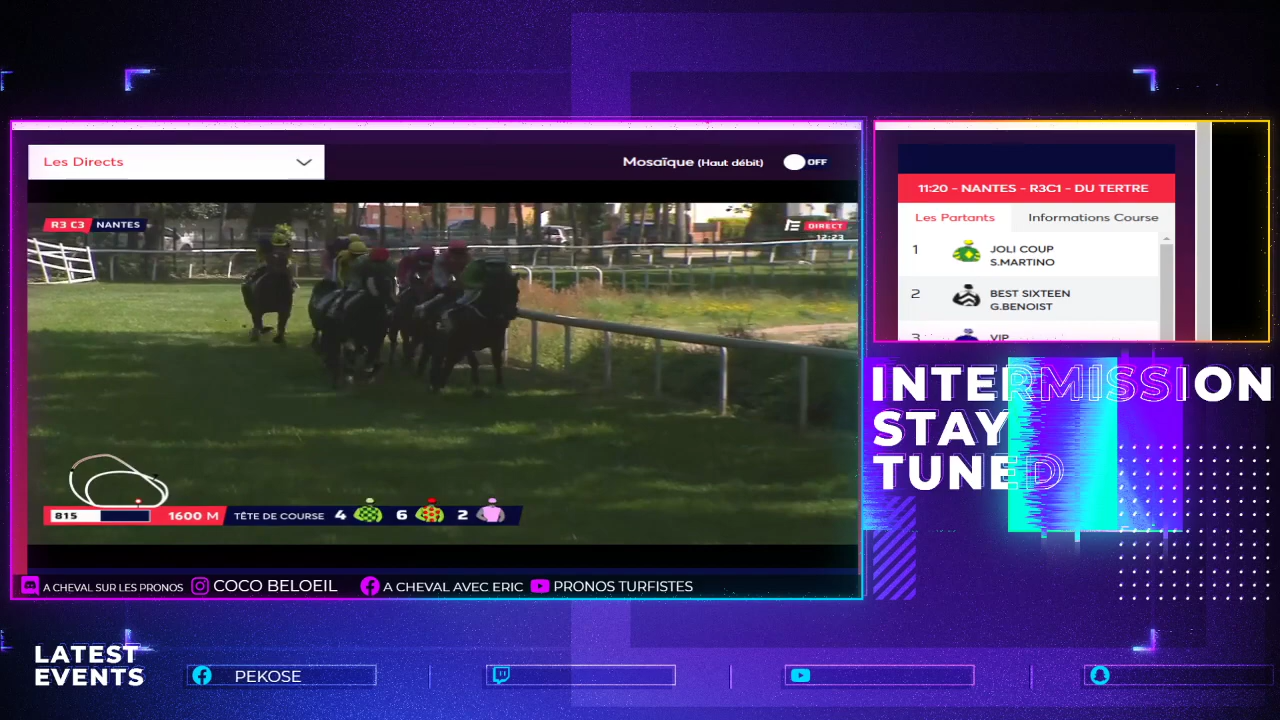 Les Directs
Mosaïque (Haut débit) OFF
R3 C3 NANTES
DIRECT
12:23
815 1600 M TÊTE DE COURSE 4 6 2
A CHEVAL SUR LES PRONOS COCO BELOEIL A CHEVAL AVEC ERIC PRONOS TURFISTES
11:20 - NANTES - R3C1 - DU TERTRE
Les Partants Informations Course
1 JOLI COUP
S.MARTINO
2 BEST SIXTEEN
G.BENOIST
3 VIP
INTERMISSION
STAY
TUNED
LATEST
EVENTS
PEKOSE